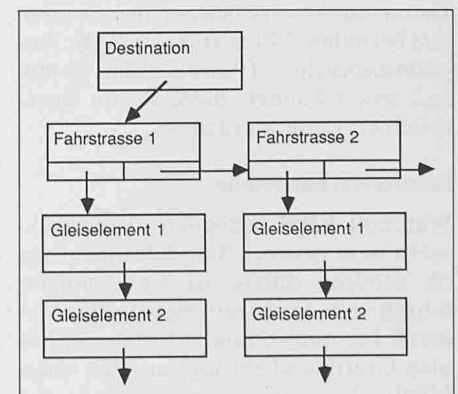 Destination
Fahrstrasse 1
Fahrstrasse 2
Gleiselement 1
Gleiselement 1
Gleiselement 2
Gleiselement 2